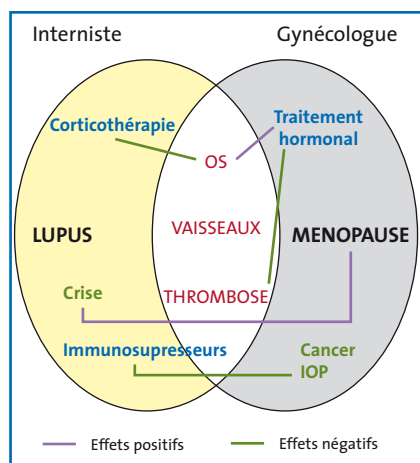 Interniste
Gynécologue
Corticothérapie
Traitement
hormonal
OS
VAISSEAUX
LUPUS
MENOPAUSE
Crise
THROMBOSE
Immunosupresseurs
Cancer
IOP
Effets positifs
Effets négatifs